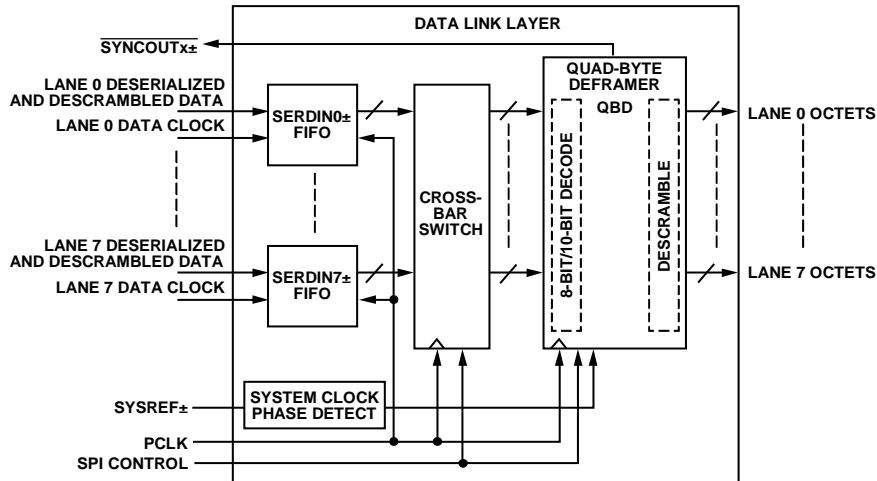 DATA LINK LAYER
SYNCOUTx±
QUAD-BYTE
DEFRAMER
QBD
LANE 0 DESERIALIZED
AND DESCRAMBLED DATA
LANE 0 DATA CLOCK
SERDIN0±
FIFO
LANE 0 OCTETS
CROSS-
BAR
SWITCH
8-BIT/10-BIT DECODE
DESCRAMBLE
LANE 7 DESERIALIZED
AND DESCRAMBLED DATA
LANE 7 DATA CLOCK
SERDIN7±
FIFO
LANE 7 OCTETS
SYSREF±
SYSTEM CLOCK
PHASE DETECT
PCLK
SPI CONTROL